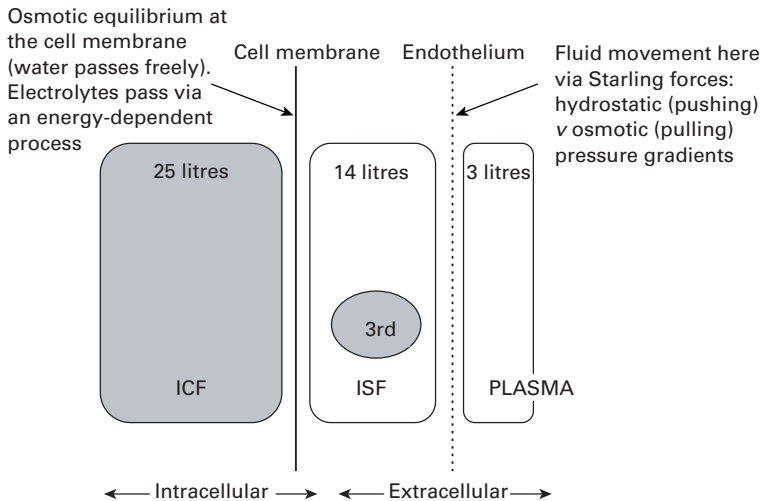 Osmotic equilibrium at
the cell membrane
(water passes freely).
Electrolytes pass via
an energy-dependent
process
Cell membrane
Endothelium
Fluid movement here
via Starling forces:
hydrostatic (pushing)
v osmotic (pulling)
pressure gradients
25 litres
14 litres
3 litres
3rd
ICF
ISF
PLASMA
Intracellular
Extracellular